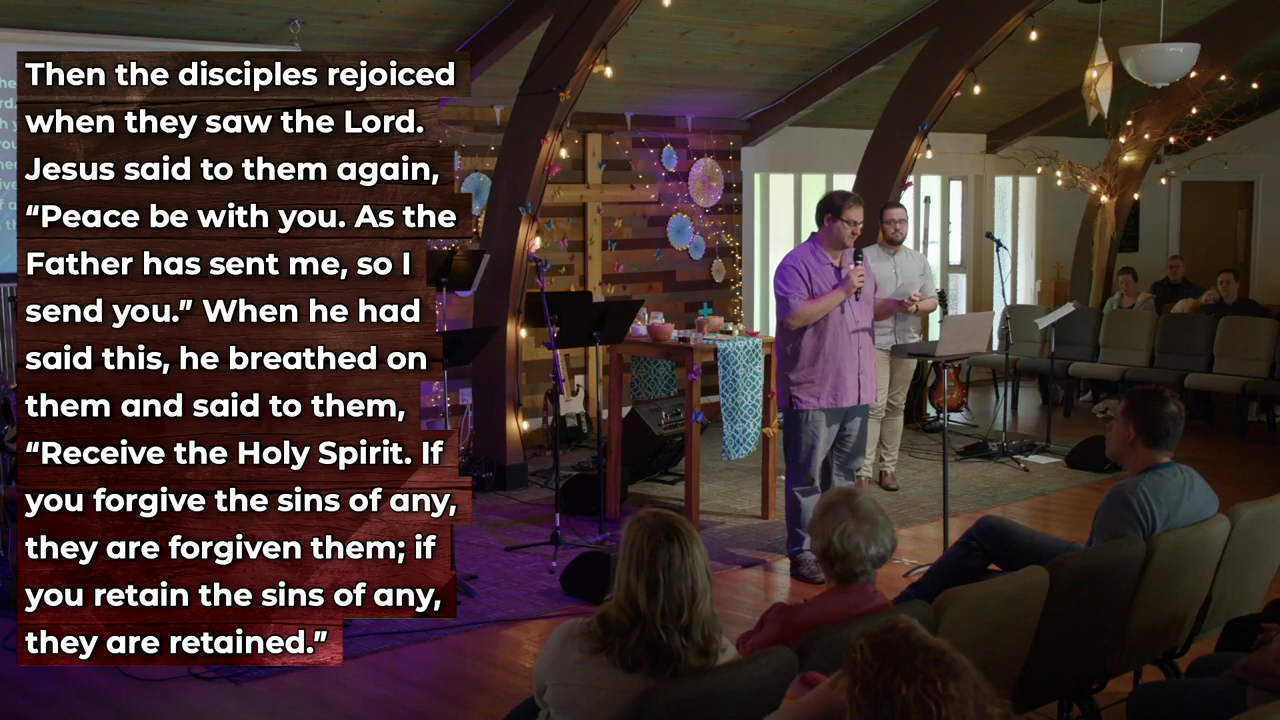 Then the disciples rejoiced
when they saw the Lord.
Jesus said to them again,
“Peace be with you. As the
Father has sent me, so I
send you.” When he had
said this, he breathed on
them and said to them,
“Receive the Holy Spirit. If
you forgive the sins of any,
they are forgiven them; if
you retain the sins of any,
they are retained.”